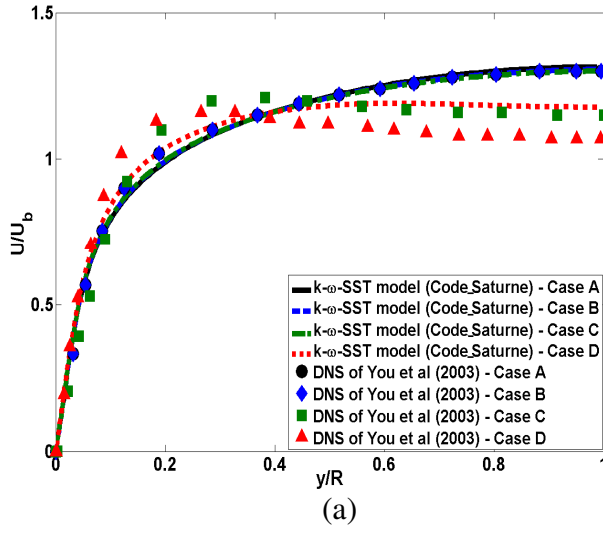 1.5
1
0.5
0
U/U_b
0 0.2 0.4 0.6 0.8 1
y/R
k-ω-SST model (Code_Saturne) - Case A
k-ω-SST model (Code_Saturne) - Case B
k-ω-SST model (Code_Saturne) - Case C
k-ω-SST model (Code_Saturne) - Case D
DNS of You et al (2003) - Case A
DNS of You et al (2003) - Case B
DNS of You et al (2003) - Case C
DNS of You et al (2003) - Case D
(a)